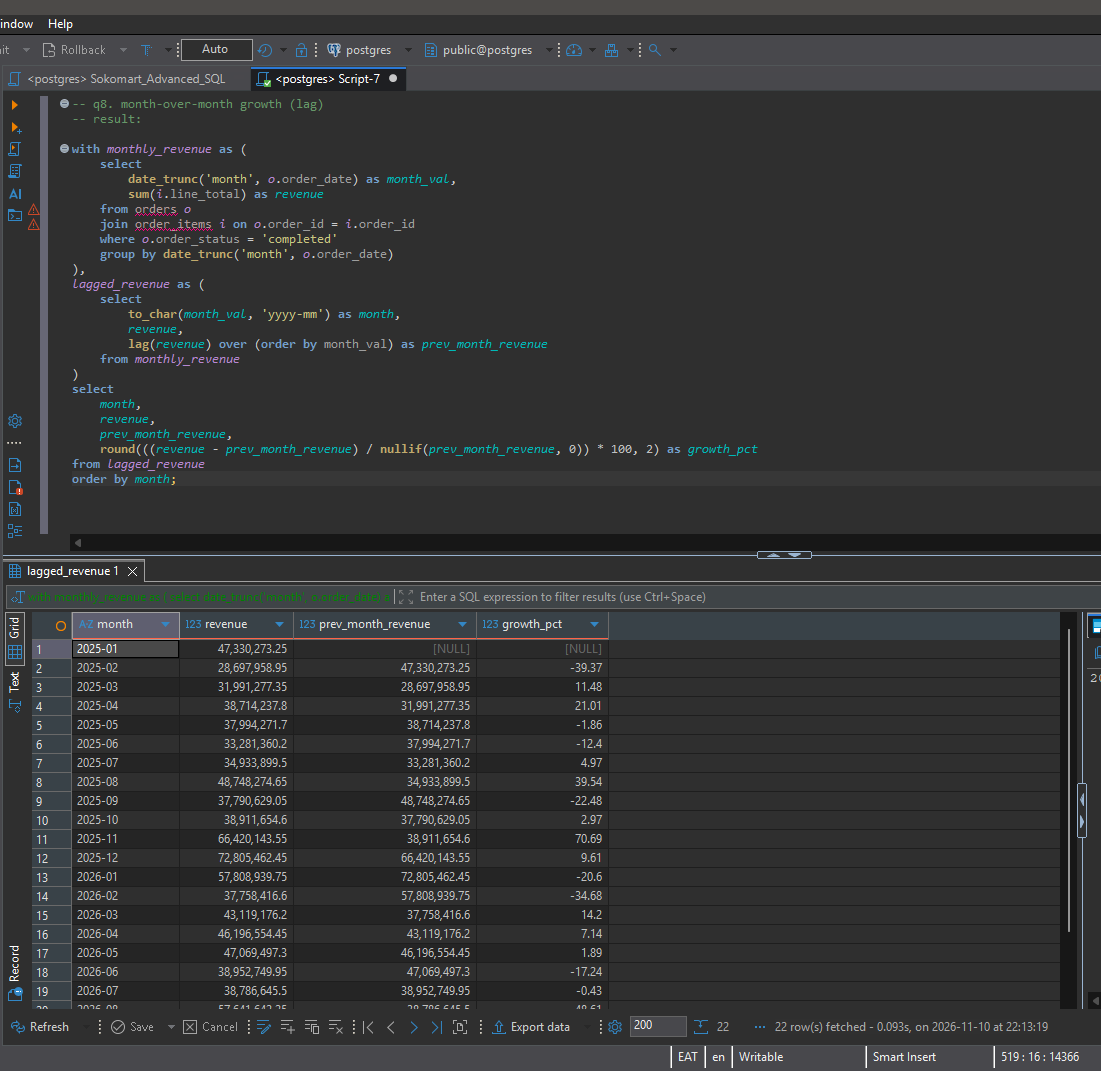 indow Help
it Rollback T Auto postgres public@postgres
<postgres> Sokomart_Advanced_SQL <postgres> Script-7
-- q8. month-over-month growth (lag)
-- result:
with monthly_revenue as (
select
date_trunc('month', o.order_date) as month_val,
sum(i.line_total) as revenue
from orders o
join order_items i on o.order_id = i.order_id
where o.order_status = 'completed'
group by date_trunc('month', o.order_date)
),
lagged_revenue as (
select
to_char(month_val, 'yyyy-mm') as month,
revenue,
lag(revenue) over (order by month_val) as prev_month_revenue
from monthly_revenue
)
select
month,
revenue,
prev_month_revenue,
round(((revenue - prev_month_revenue) / nullif(prev_month_revenue, 0)) * 100, 2) as growth_pct
from lagged_revenue
order by month;
AI
lagged_revenue 1
with monthly_revenue as ( select date_trunc('month', o.order_date) a Enter a SQL expression to filter results (use Ctrl+Space)
Grid
Text
Record
A-Z month 123 revenue 123 prev_month_revenue 123 growth_pct
1 2025-01 47,330,273.25 [NULL] [NULL]
2 2025-02 28,697,958.95 47,330,273.25 -39.37
3 2025-03 31,991,277.35 28,697,958.95 11.48
4 2025-04 38,714,237.8 31,991,277.35 21.01
5 2025-05 37,994,271.7 38,714,237.8 -1.86
6 2025-06 33,281,360.2 37,994,271.7 -12.4
7 2025-07 34,933,899.5 33,281,360.2 4.97
8 2025-08 48,748,274.65 34,933,899.5 39.54
9 2025-09 37,790,629.05 48,748,274.65 -22.48
10 2025-10 38,911,654.6 37,790,629.05 2.97
11 2025-11 66,420,143.55 38,911,654.6 70.69
12 2025-12 72,805,462.45 66,420,143.55 9.61
13 2026-01 57,808,939.75 72,805,462.45 -20.6
14 2026-02 37,758,416.6 57,808,939.75 -34.68
15 2026-03 43,119,176.2 37,758,416.6 14.2
16 2026-04 46,196,554.45 43,119,176.2 7.14
17 2026-05 47,069,497.3 46,196,554.45 1.89
18 2026-06 38,952,749.95 47,069,497.3 -17.24
19 2026-07 38,786,645.5 38,952,749.95 -0.43
Refresh Save Cancel Export data 200 22 22 row(s) fetched - 0.093s, on 2026-11-10 at 22:13:19
EAT en Writable Smart Insert 519 : 16 : 14366